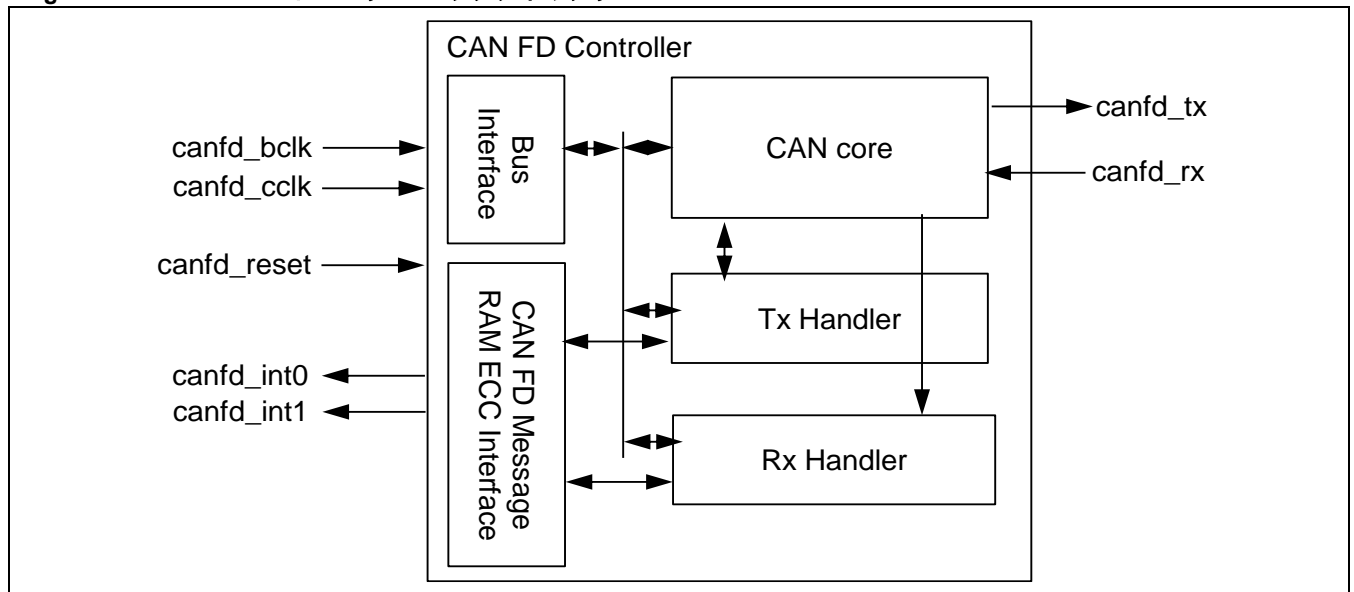 CAN FD Controller
Bus
Interface
CAN core
canfd_tx
canfd_rx
canfd_bclk
canfd_cclk
canfd_reset
CAN FD Message
RAM ECC Interface
Tx Handler
canfd_int0
canfd_int1
Rx Handler